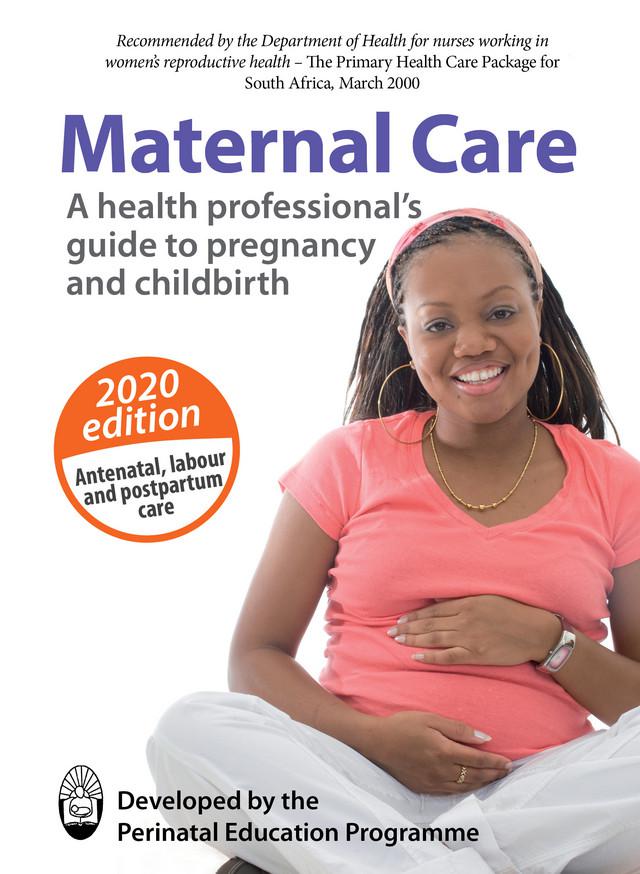 Recommended by the Department of Health for nurses working in
women's reproductive health – The Primary Health Care Package for
South Africa, March 2000
Maternal Care
A health professional's
guide to pregnancy
and childbirth
2020
edition
Antenatal, labour
and postpartum
care
Developed by the
Perinatal Education Programme